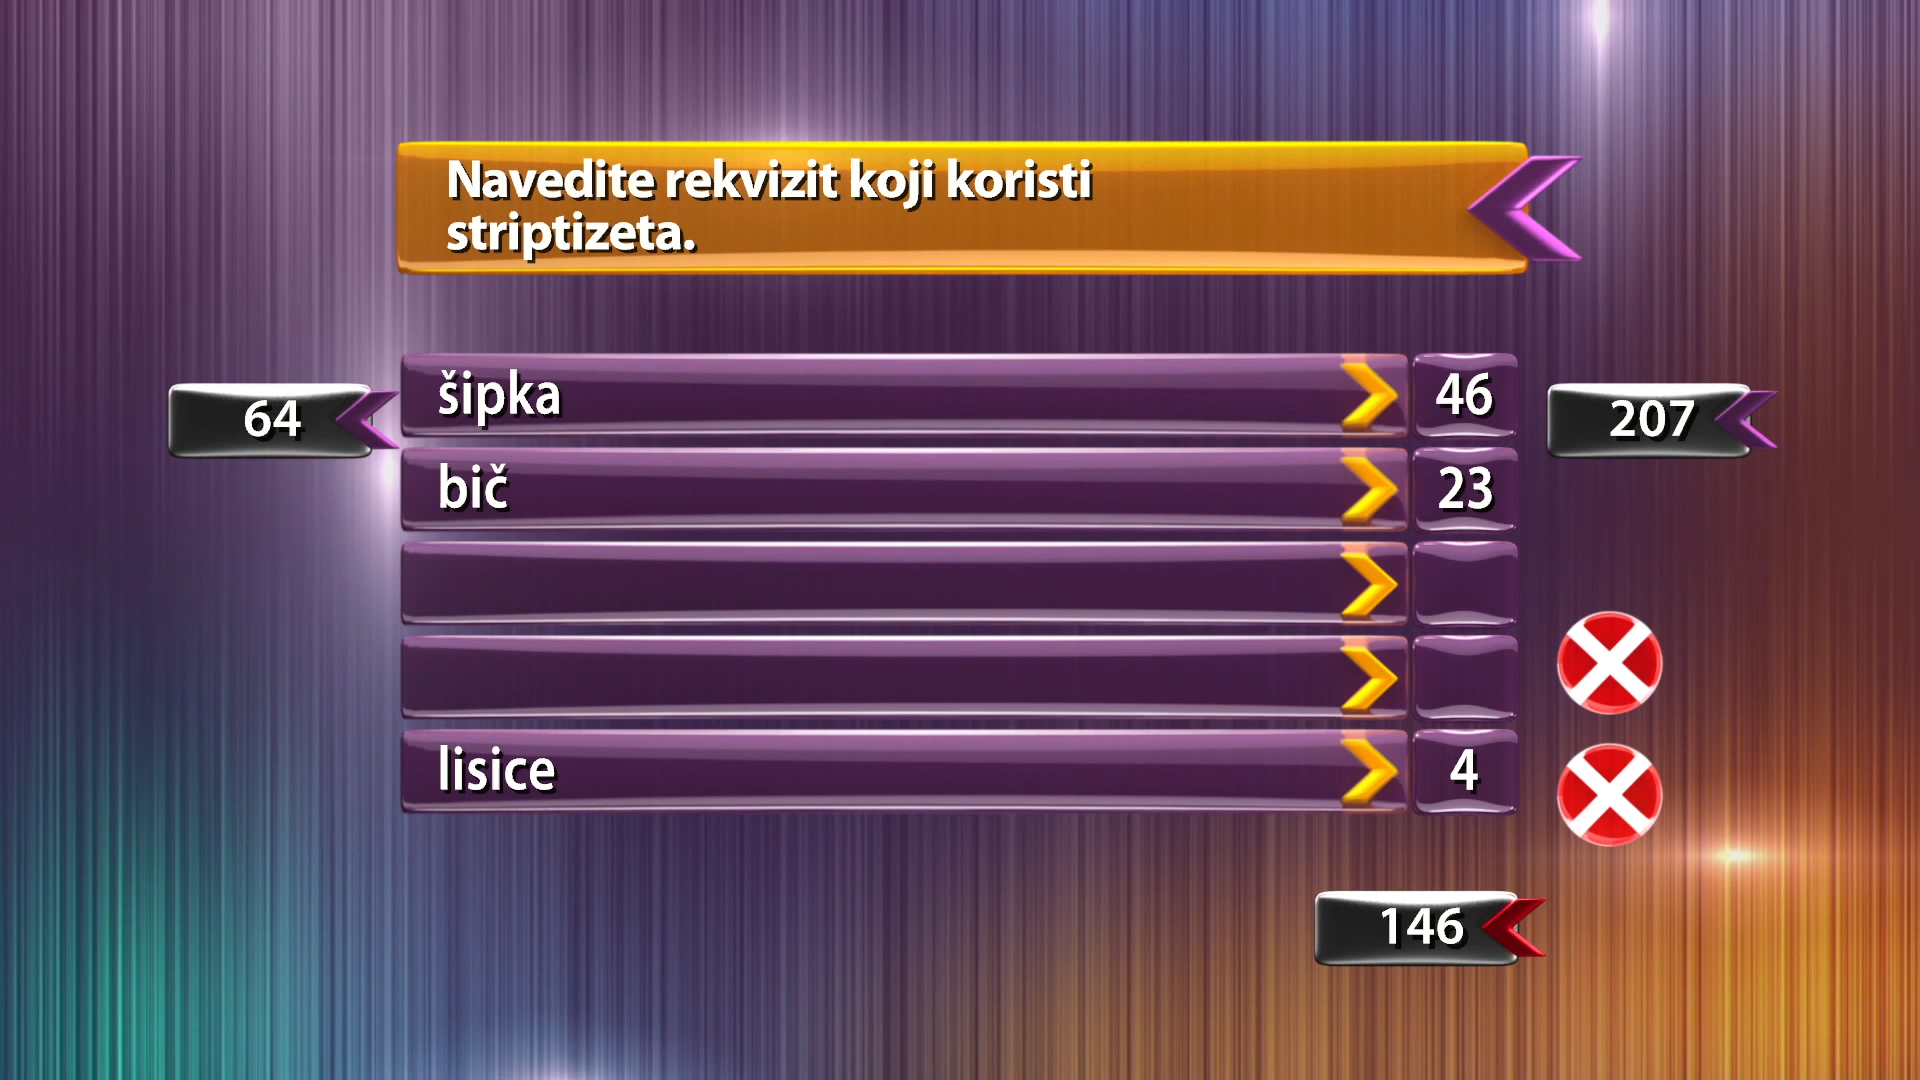 Navedite rekvizit koji koristi
striptizeta.
64
šipka 46
207
bič 23
lisice 4
146